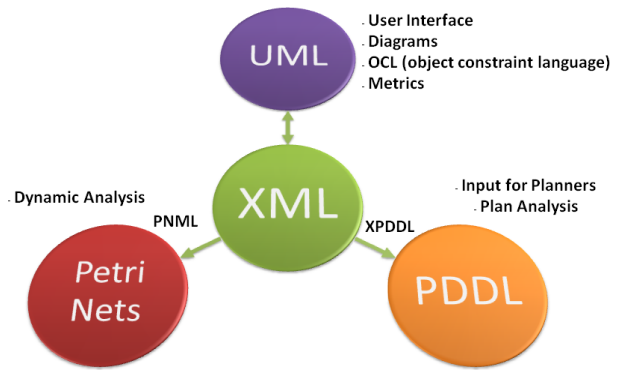 UML
- User Interface
- Diagrams
- OCL (object constraint language)
- Metrics
XML
- Dynamic Analysis
PNML
Petri
Nets
- Input for Planners
- Plan Analysis
XPDDL
PDDL